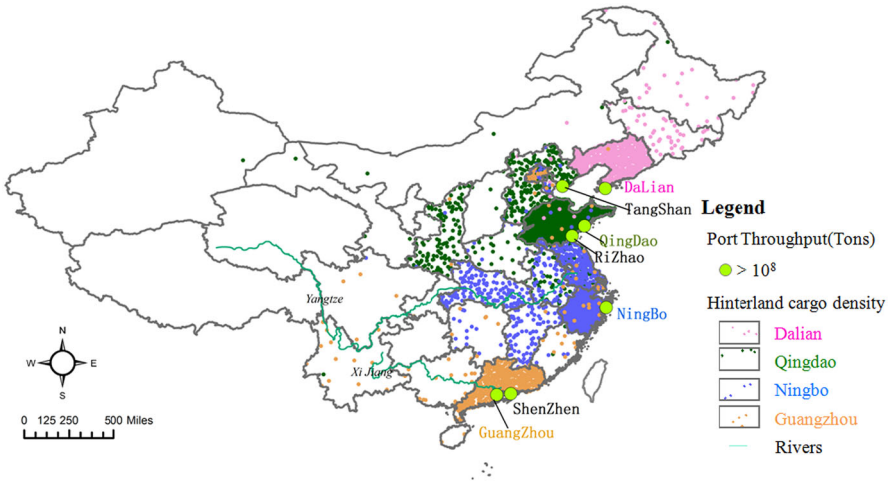 DaLian
TangShan
QingDao
RiZhao
NingBo
Yangtze
Xi Jiang
ShenZhen
GuangZhou
N
W E
S
0 125 250 500 Miles
Legend
Port Throughput(Tons)
> 10⁸
Hinterland cargo density
Dalian
Qingdao
Ningbo
Guangzhou
Rivers